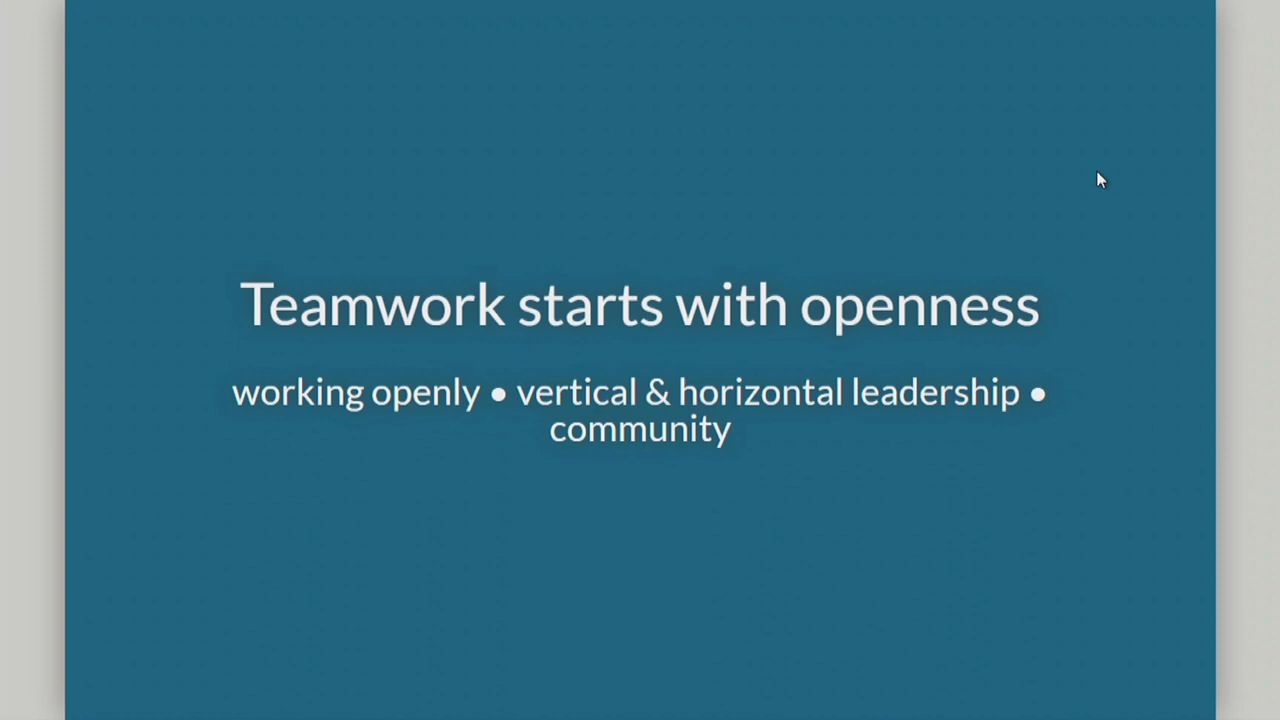 Teamwork starts with openness
working openly ● vertical & horizontal leadership ●
community